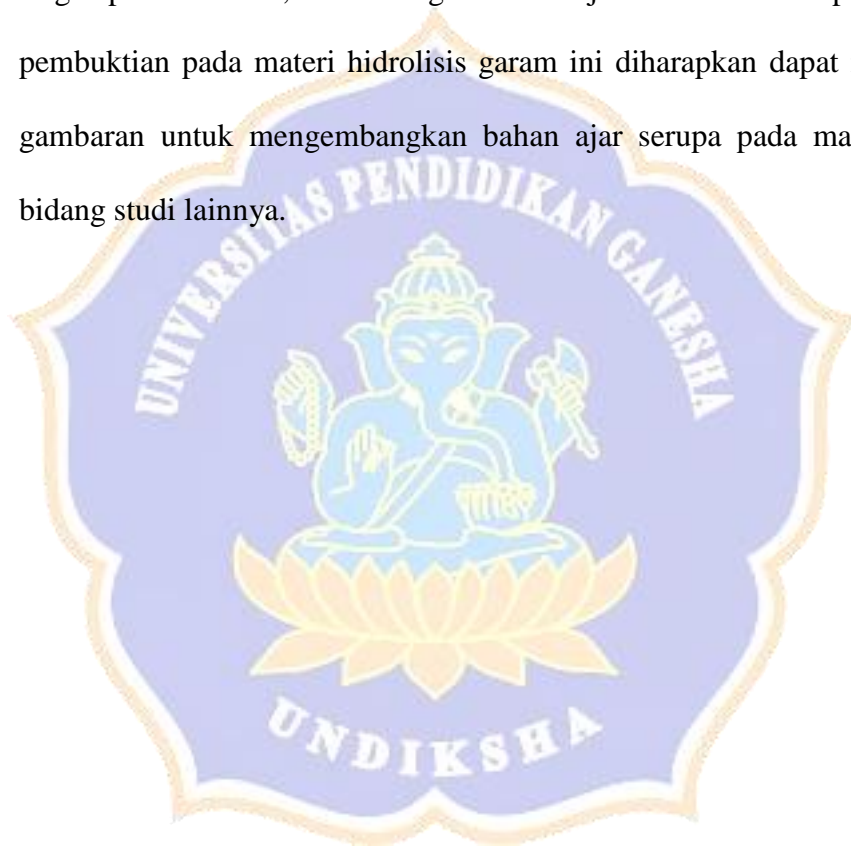 pembuktian pada materi hidrolisis garam ini diharapkan dapat
gambaran untuk mengembangkan bahan ajar serupa pada ma
bidang studi lainnya.
UNIVERSITAS PENDIDIKAN GANESHA
UNDIKSHA